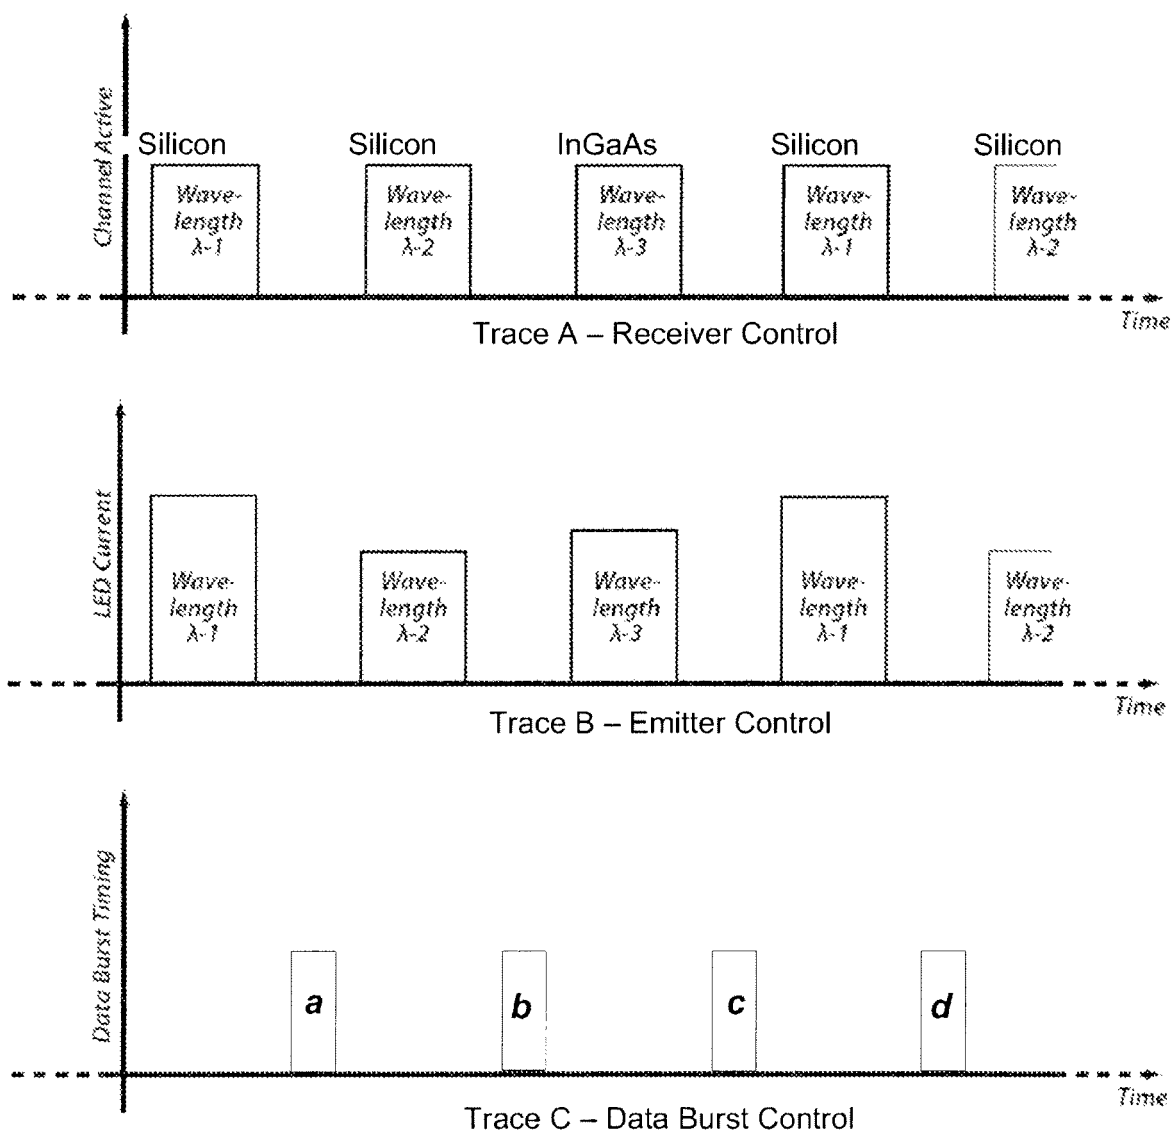 Channel Active
Silicon
Silicon
InGaAs
Silicon
Silicon
Wave-
length
λ-1
Wave-
length
λ-2
Wave-
length
λ-3
Wave-
length
λ-1
Wave-
length
λ-2
Time
Trace A – Receiver Control
LED Current
Wave-
length
λ-1
Wave-
length
λ-2
Wave-
length
λ-3
Wave-
length
λ-1
Wave-
length
λ-2
Time
Trace B – Emitter Control
Data Burst Timing
a
b
c
d
Time
Trace C – Data Burst Control